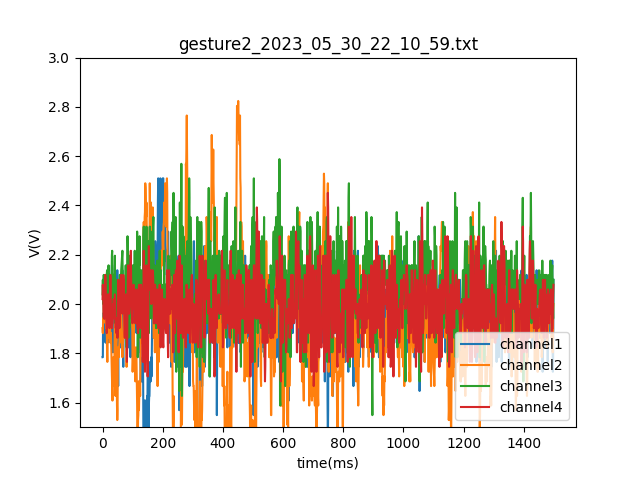 gesture2_2023_05_30_22_10_59.txt
3.0
2.8
2.6
2.4
2.2
2.0
1.8
1.6
V(V)
channel1
channel2
channel3
channel4
0 200 400 600 800 1000 1200 1400
time(ms)